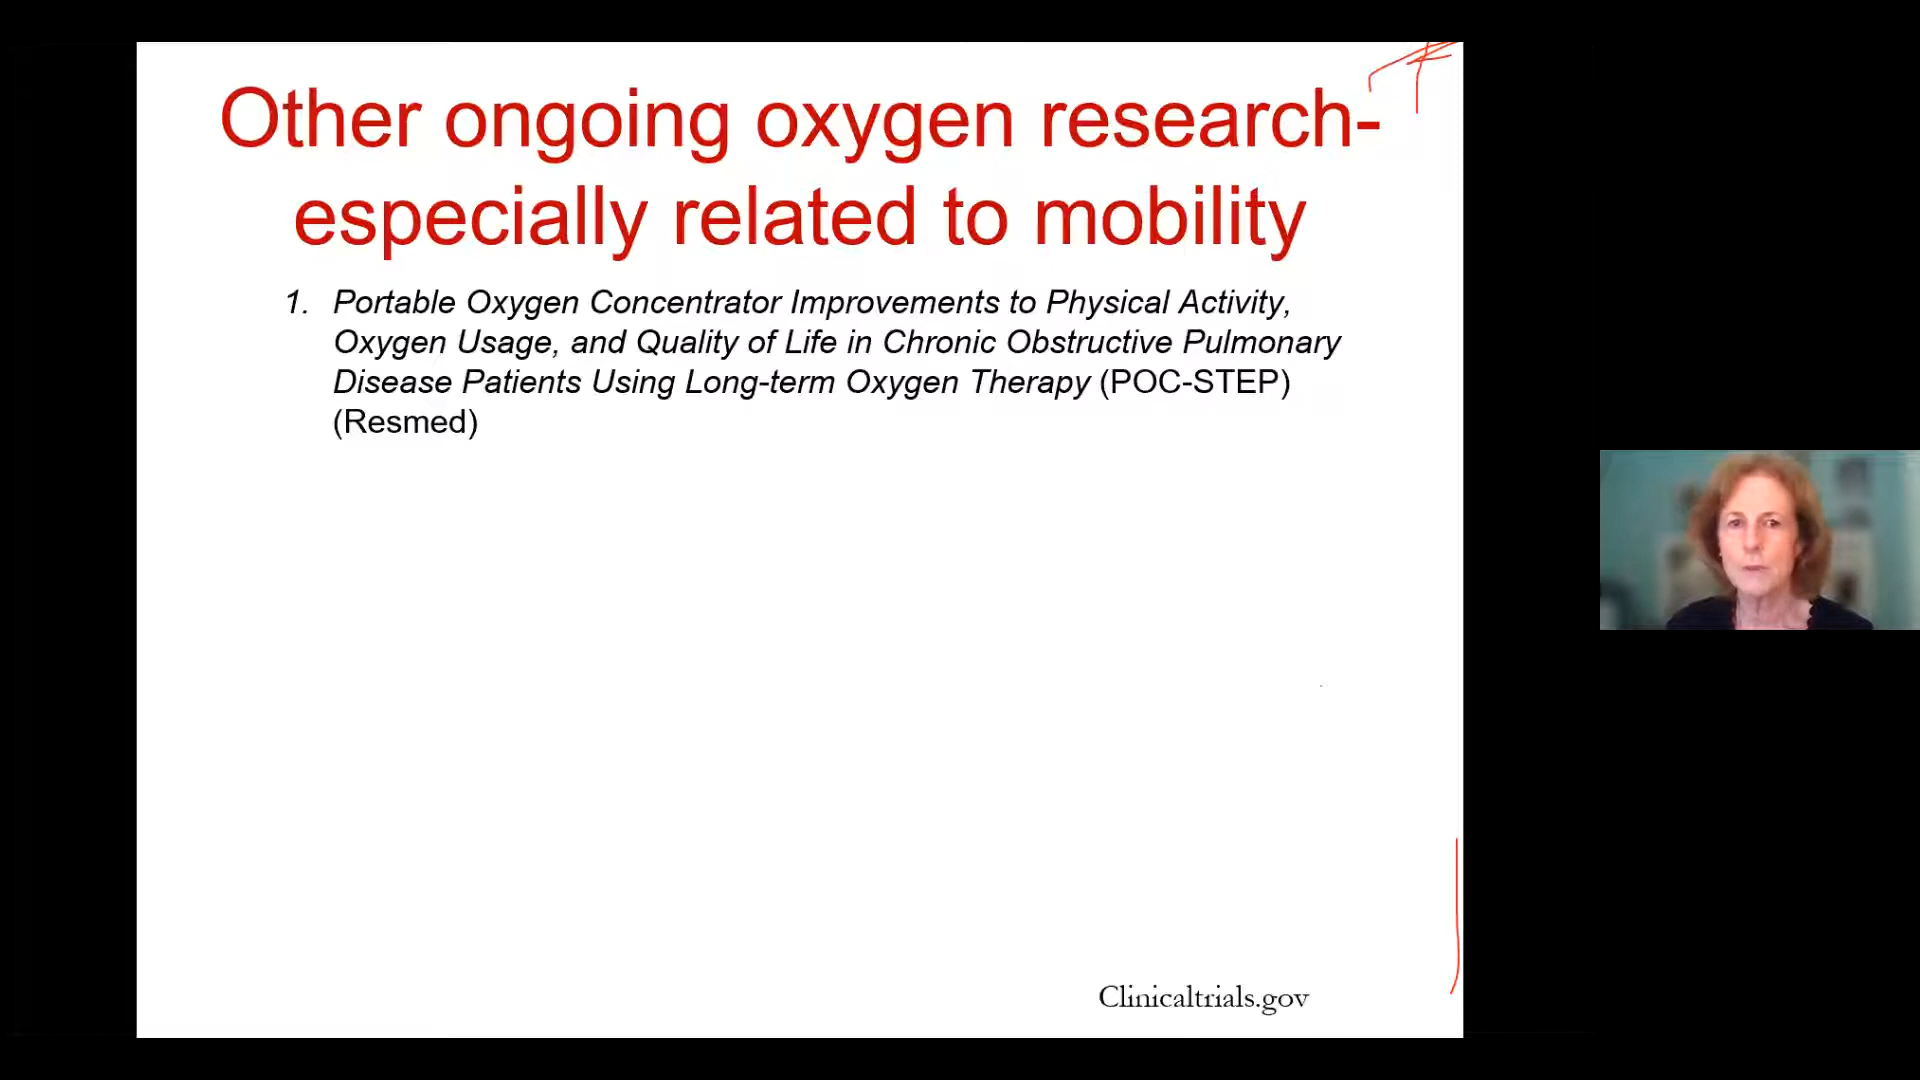 Other ongoing oxygen research-
especially related to mobility
1. Portable Oxygen Concentrator Improvements to Physical Activity,
Oxygen Usage, and Quality of Life in Chronic Obstructive Pulmonary
Disease Patients Using Long-term Oxygen Therapy (POC-STEP)
(Resmed)
Clinicaltrials.gov